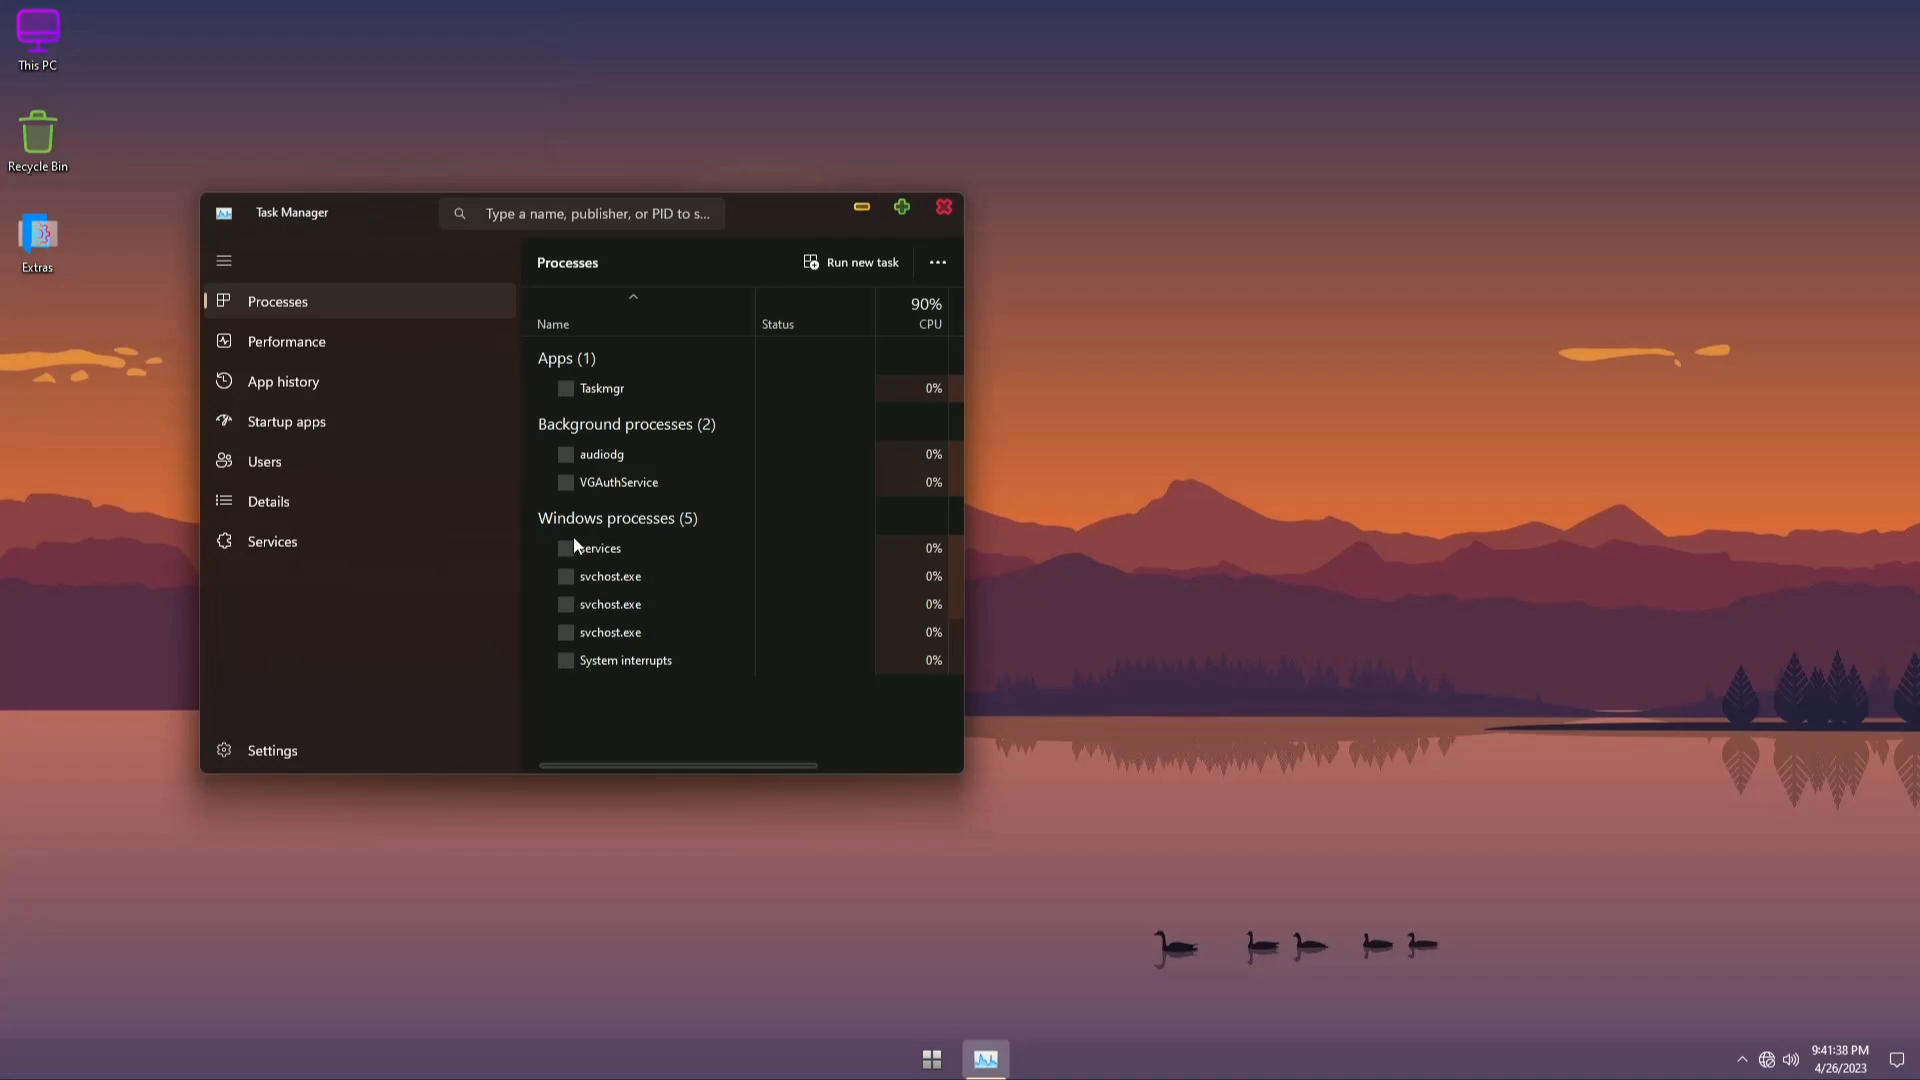 This PC
Recycle Bin
Extras
Task Manager
Type a name, publisher, or PID to s...
Processes
Performance
App history
Startup apps
Users
Details
Services
Settings
Processes
Run new task
90%
Name
Status
CPU
Apps (1)
Taskmgr
0%
Background processes (2)
audiodg
0%
VGAuthService
0%
Windows processes (5)
services
0%
svchost.exe
0%
svchost.exe
0%
svchost.exe
0%
System interrupts
0%
9:41:38 PM
4/26/2023